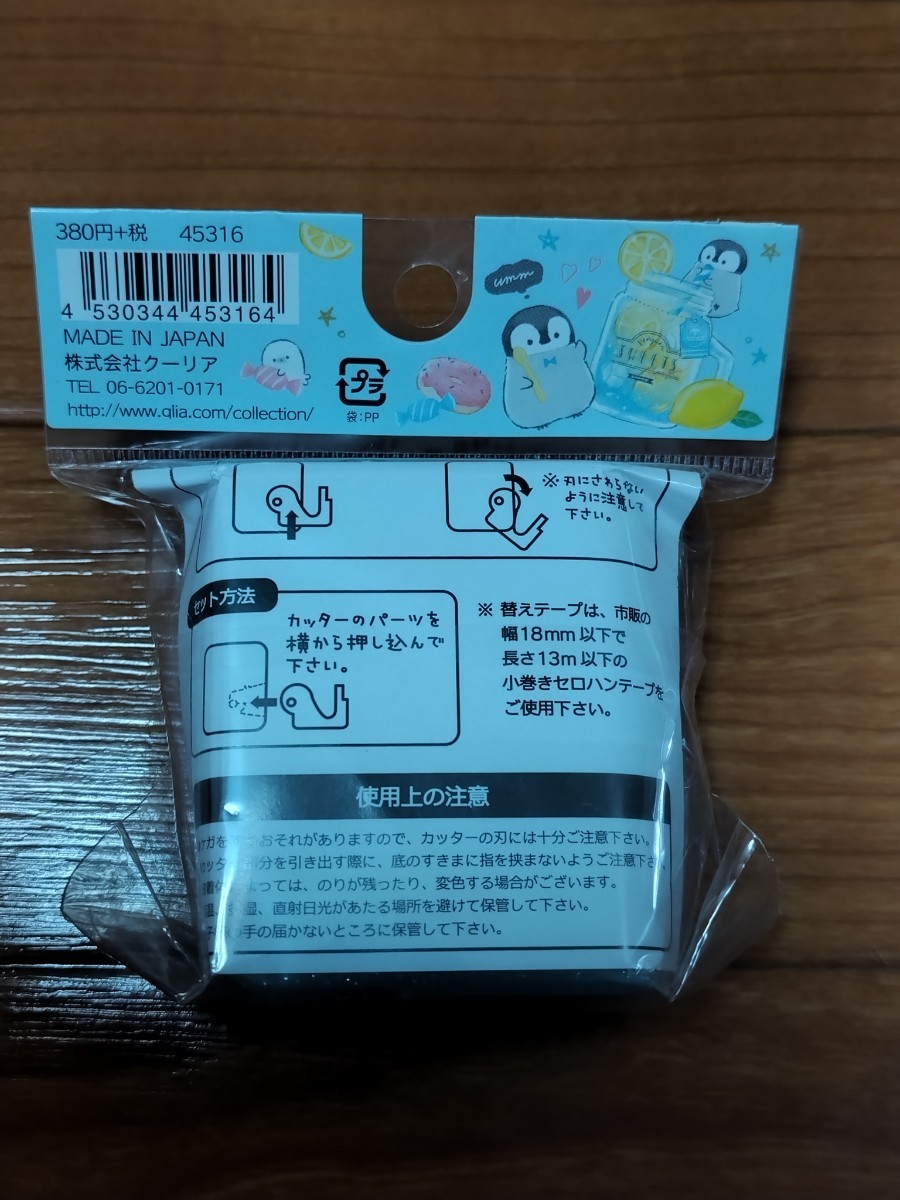 380円+税 45316
4 530344 453164
MADE IN JAPAN
株式会社クーリア
TEL 06-6201-0171
http://www.qlia.com/collection/
プラ
袋:PP
umm
SWEETS
※刃にさわらない
ように注意して
下さい。
セット方法
カッターのパーツを
横から押し込んで
下さい。
※ 替えテープは、市販の
幅18mm以下で
長さ13m以下の
小巻きセロハンテープを
ご使用下さい。
使用上の注意
おそれがありますので、カッターの刃には十分ご注意下さい。
部分を引き出す際に、底のすきまに指を挟まないようご注意下さい。
よっては、のりが残ったり、変色する場合がございます。
湿、直射日光があたる場所を避けて保管して下さい。
手の届かないところに保管して下さい。